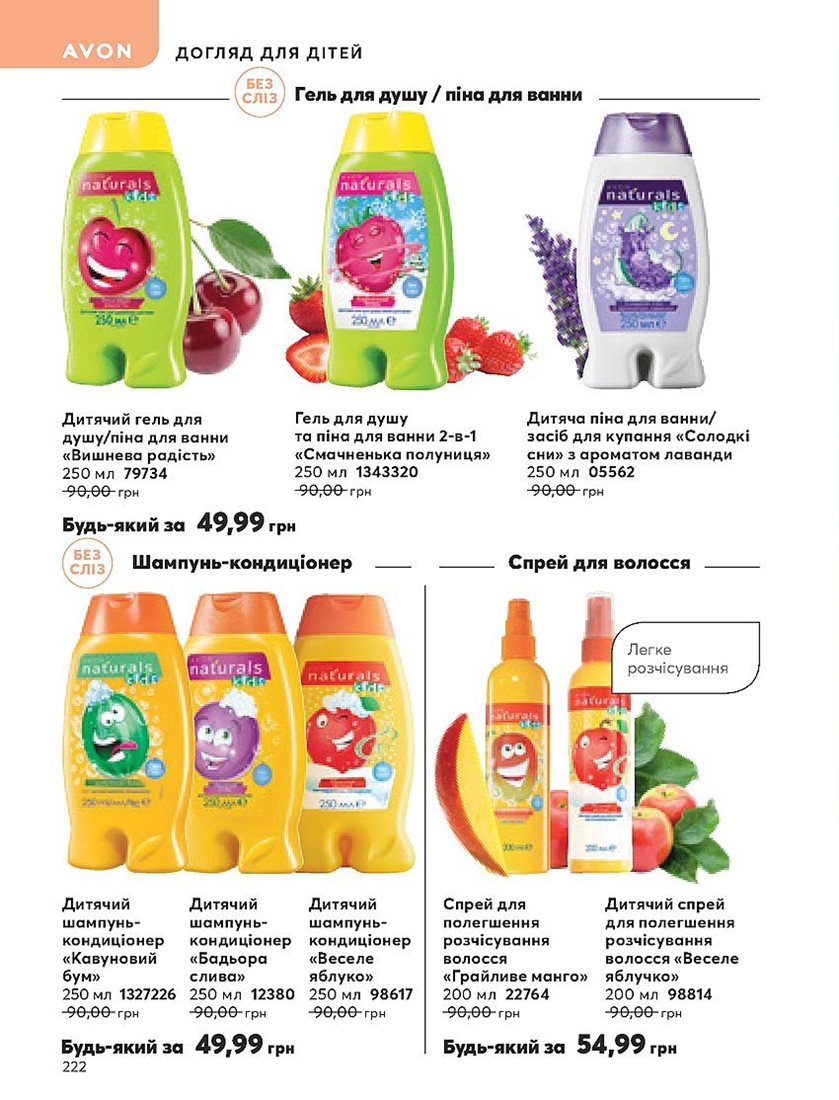 AVON
ДОГЛЯД ДЛЯ ДІТЕЙ
БЕЗ
СЛІЗ
Гель для душу / піна для ванни
naturals
kids
250 мл ℮
naturals
kids
250 мл ℮
naturals
kids
250 мл ℮
Дитячий гель для
душу/піна для ванни
«Вишнева радість»
250 мл 79734
90,00 грн
Гель для душу
та піна для ванни 2-в-1
«Смачненька полуниця»
250 мл 1343320
90,00 грн
Дитяча піна для ванни/
засіб для купання «Солодкі
сни» з ароматом лаванди
250 мл 05562
90,00 грн
Будь-який за 49,99 грн
БЕЗ
СЛІЗ
Шампунь-кондиціонер
naturals
kids
naturals
kids
250 мл ℮
naturals
kids
250 мл ℮
Дитячий
шампунь-
кондиціонер
«Кавуновий
бум»
250 мл 1327226
90,00 грн
Дитячий
шампунь-
кондиціонер
«Бадьора
слива»
250 мл 12380
90,00 грн
Дитячий
шампунь-
кондиціонер
«Веселе
яблуко»
250 мл 98617
90,00 грн
Будь-який за 49,99 грн
Спрей для волосся
Легке
розчісування
naturals
kids
200 мл ℮
naturals
kids
200 мл ℮
Спрей для
полегшення
розчісування
волосся
«Грайливе манго»
200 мл 22764
90,00 грн
Дитячий спрей
для полегшення
розчісування
волосся «Веселе
яблучко»
200 мл 98814
90,00 грн
Будь-який за 54,99 грн
222